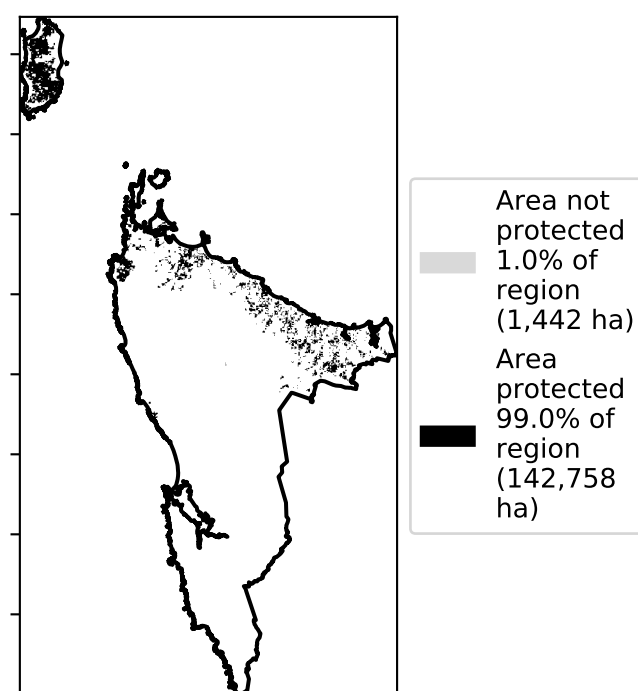 Area not
protected
1.0% of
region
(1,442 ha)
Area
protected
99.0% of
region
(142,758
ha)